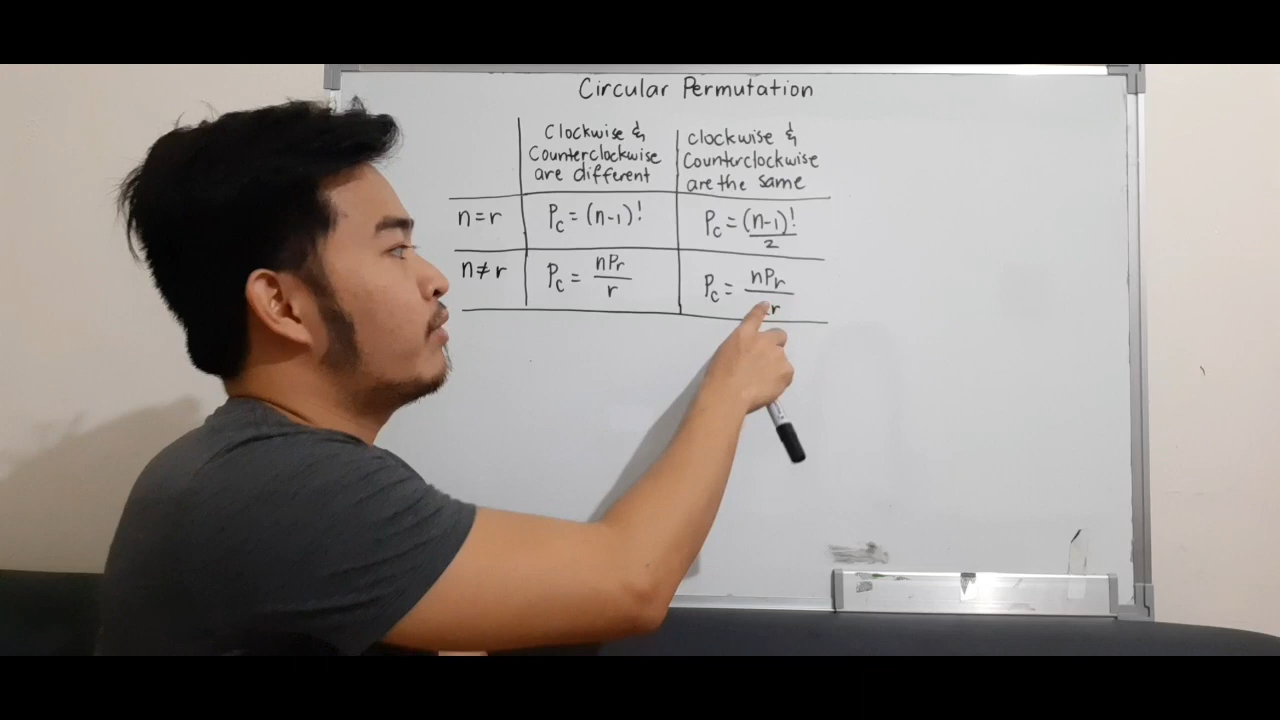 Circular Permutation
Clockwise &
Counterclockwise
are different
clockwise &
Counterclockwise
are the same
n = r
Pc = (n-1)!
Pc = (n-1)!
2
n ≠ r
Pc = nPr
r
Pc = nPr
r